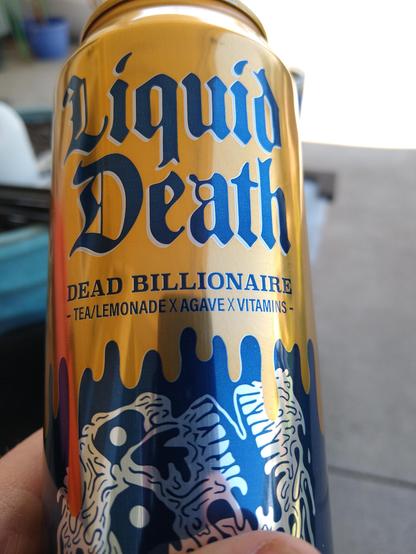 Liquid
Death
DEAD BILLIONAIRE
- TEA/LEMONADE X AGAVE X VITAMINS -